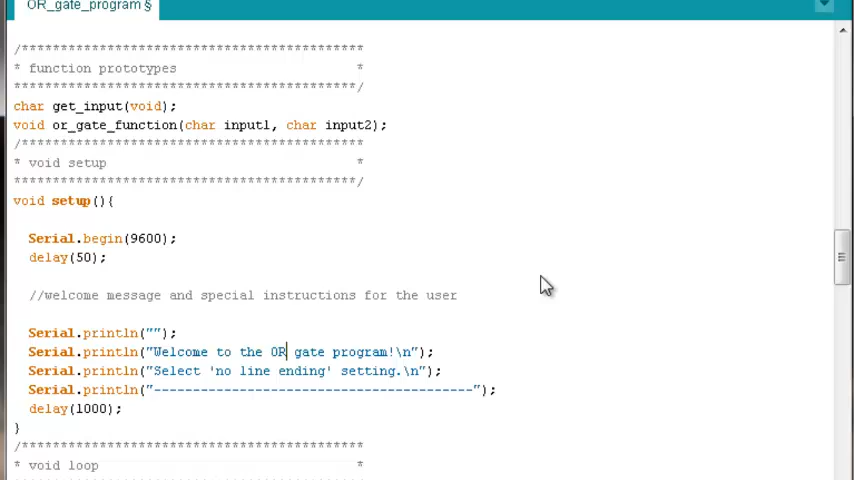 OR_gate_program §
/********************************************
* function prototypes *
********************************************/
char get_input(void);
void or_gate_function(char input1, char input2);
/********************************************
* void setup *
********************************************/
void setup(){
Serial.begin(9600);
delay(50);
//welcome message and special instructions for the user
Serial.println("");
Serial.println("Welcome to the OR gate program!\n");
Serial.println("Select 'no line ending' setting.\n");
Serial.println("-----------------------------------------");
delay(1000);
}
/********************************************
* void loop *